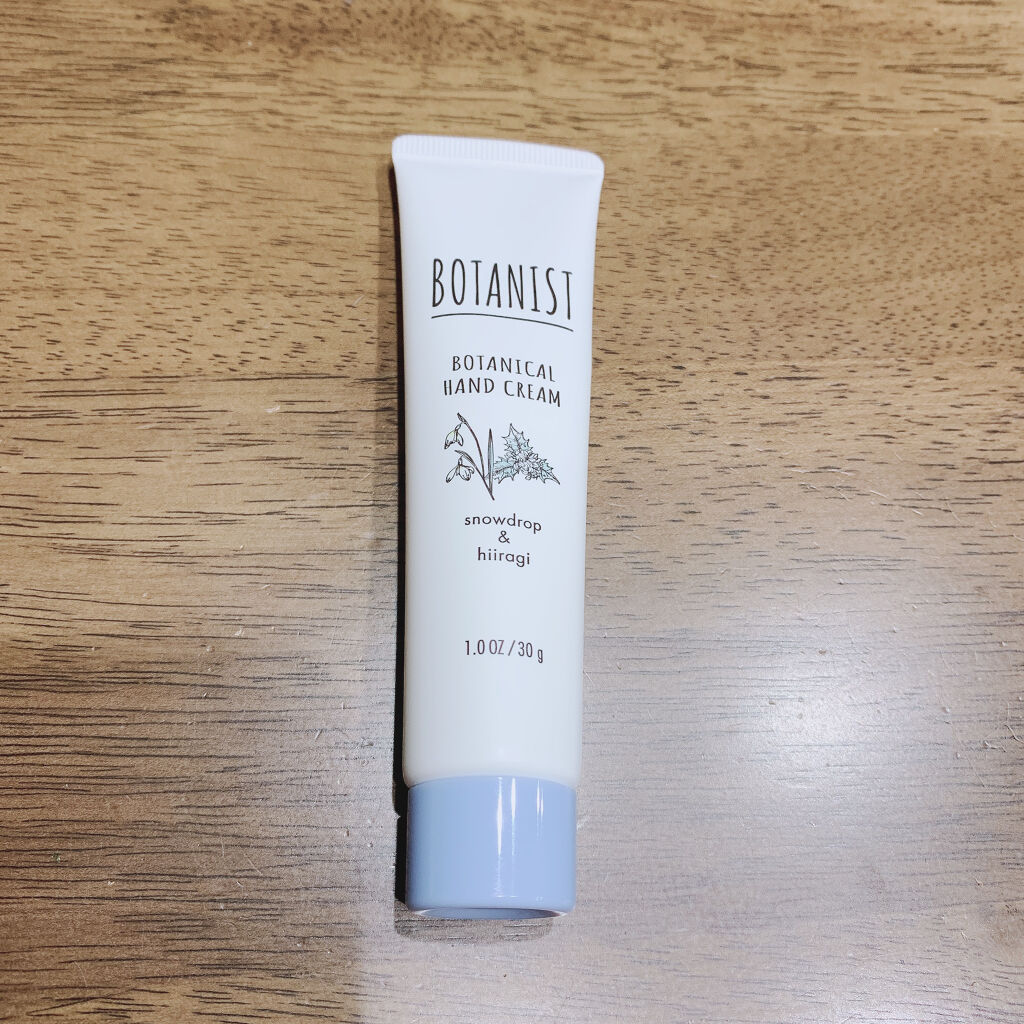 BOTANIST
BOTANICAL
HAND CREAM
snowdrop
&
hiiragi
1.0 OZ / 30 g